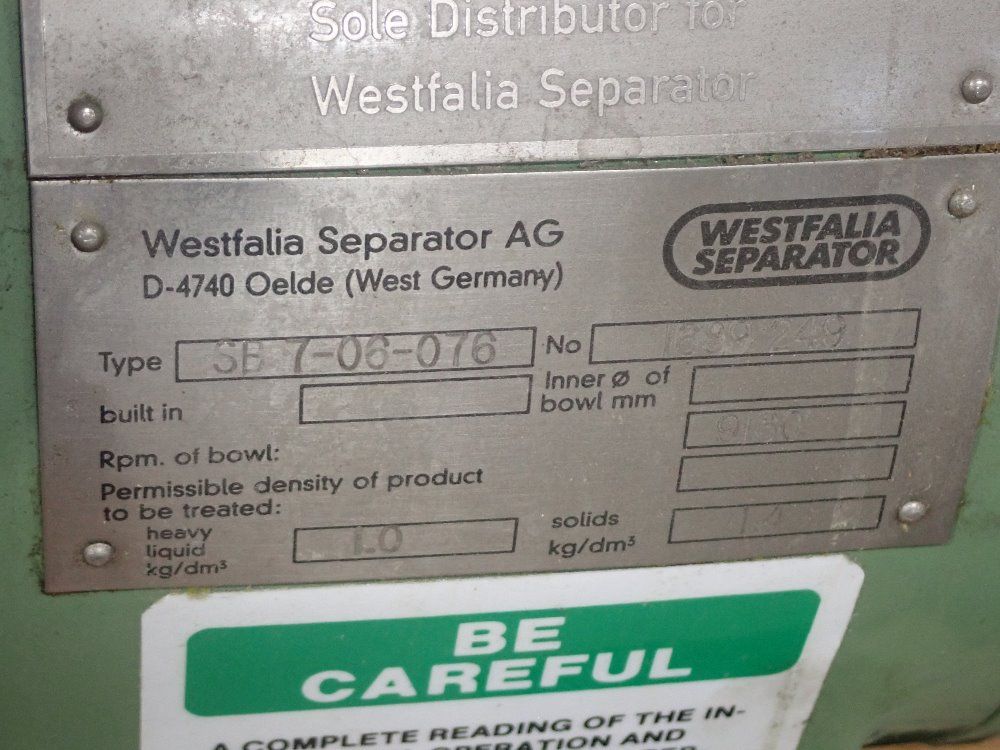 Sole Distributor for
Westfalia Separator
Westfalia Separator AG
D-4740 Oelde (West Germany)
WESTFALIA
SEPARATOR
Type SB 7-06-076 No 1299 249
built in Inner ø of
bowl mm
Rpm. of bowl:
Permissible density of product
to be treated:
heavy
liquid
kg/dm³
1.0
solids
kg/dm³
BE
CAREFUL
A COMPLETE READING OF THE IN-
OPERATION AND